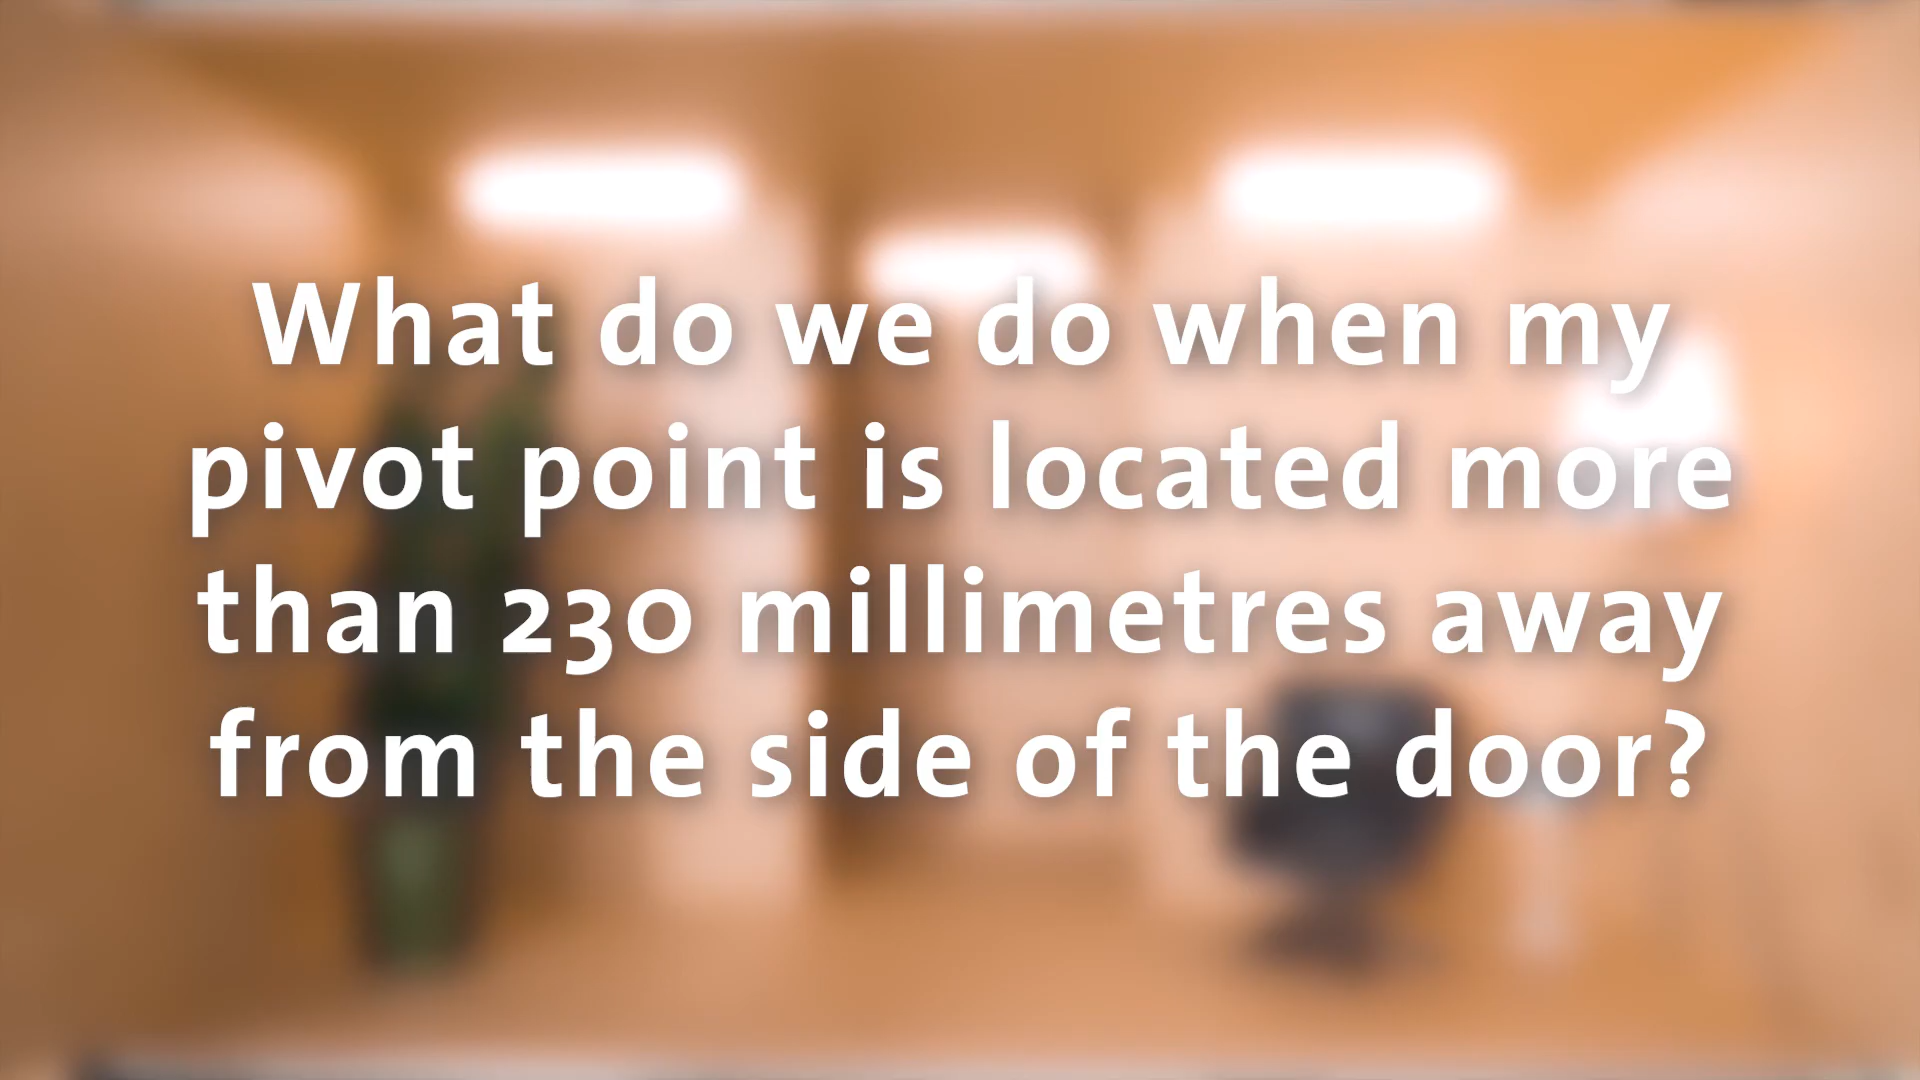 What do we do when my
pivot point is located more
than 230 millimetres away
from the side of the door?